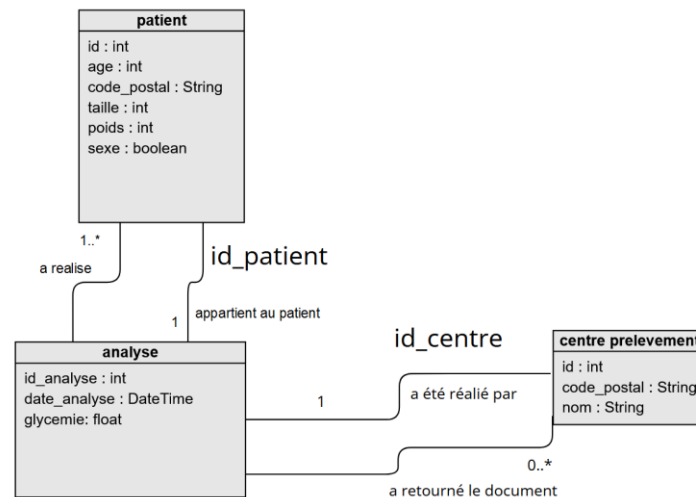 patient
id : int
age : int
code_postal : String
taille : int
poids : int
sexe : boolean
1..*
id_patient
a realise
appartient au patient
1
id_centre
analyse
id_analyse : int
date_analyse : DateTime
glycemie: float
centre prelevement
id : int
code_postal : String
nom : String
1
a été réalié par
0..*
a retourné le document